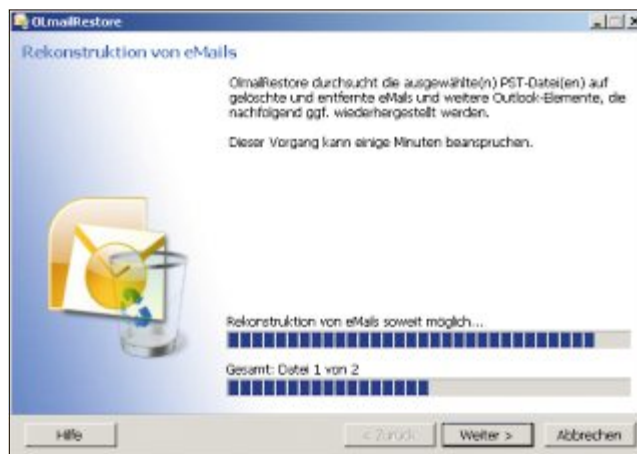 OLmailRestore
Rekonstruktion von eMails
OlmailRestore durchsucht die ausgewählte(n) PST-Datei(en) auf
gelöschte und entfernte eMails und weitere Outlook-Elemente, die
nachfolgend ggf. wiederhergestellt werden.
Dieser Vorgang kann einige Minuten beanspruchen.
Rekonstruktion von eMails soweit möglich...
Gesamt: Datei 1 von 2
Hilfe
< Zurück
Weiter >
Abbrechen